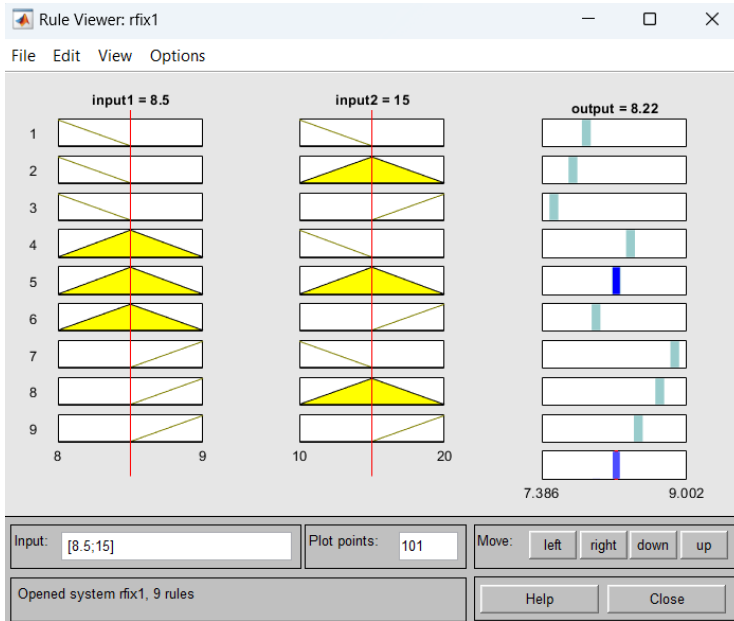 Rule Viewer: rfix1
File Edit View Options
input1 = 8.5 input2 = 15 output = 8.22
1
2
3
4
5
6
7
8
9
8 9 10 20
7.386 9.002
Input: [8.5;15] Plot points: 101 Move: left right down up
Opened system rfix1, 9 rules Help Close